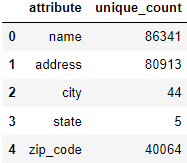 attribute unique_count
0 name 86341
1 address 80913
2 city 44
3 state 5
4 zip_code 40064